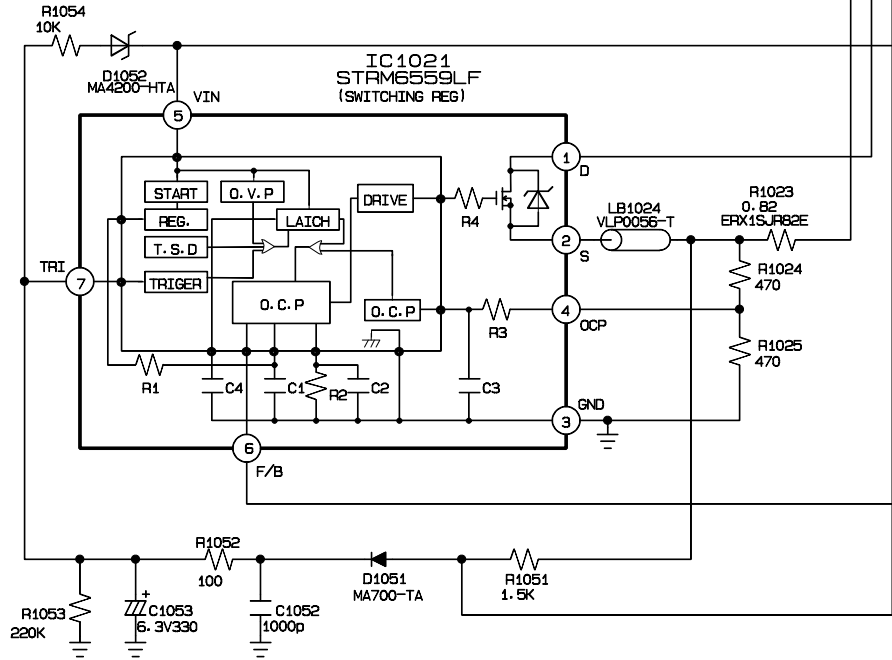 R1054
10K
D1052
MA4200-HTA
IC1021
STRM6559LF
(SWITCHING REG)
VIN
5
START
O.V.P
DRIVE
1
D
R4
REG.
LAICH
T.S.D
TRI
7
TRIGER
O.C.P
O.C.P
R3
LB1024
VLP0056-T
2
S
R1023
0.82
ERX1SJR82E
R1024
470
4
OCP
R1025
470
R1
C4
C1
R2
C2
C3
GND
3
6
F/B
R1052
100
D1051
MA700-TA
R1051
1.5K
R1053
220K
+
C1053
6.3V330
C1052
1000p